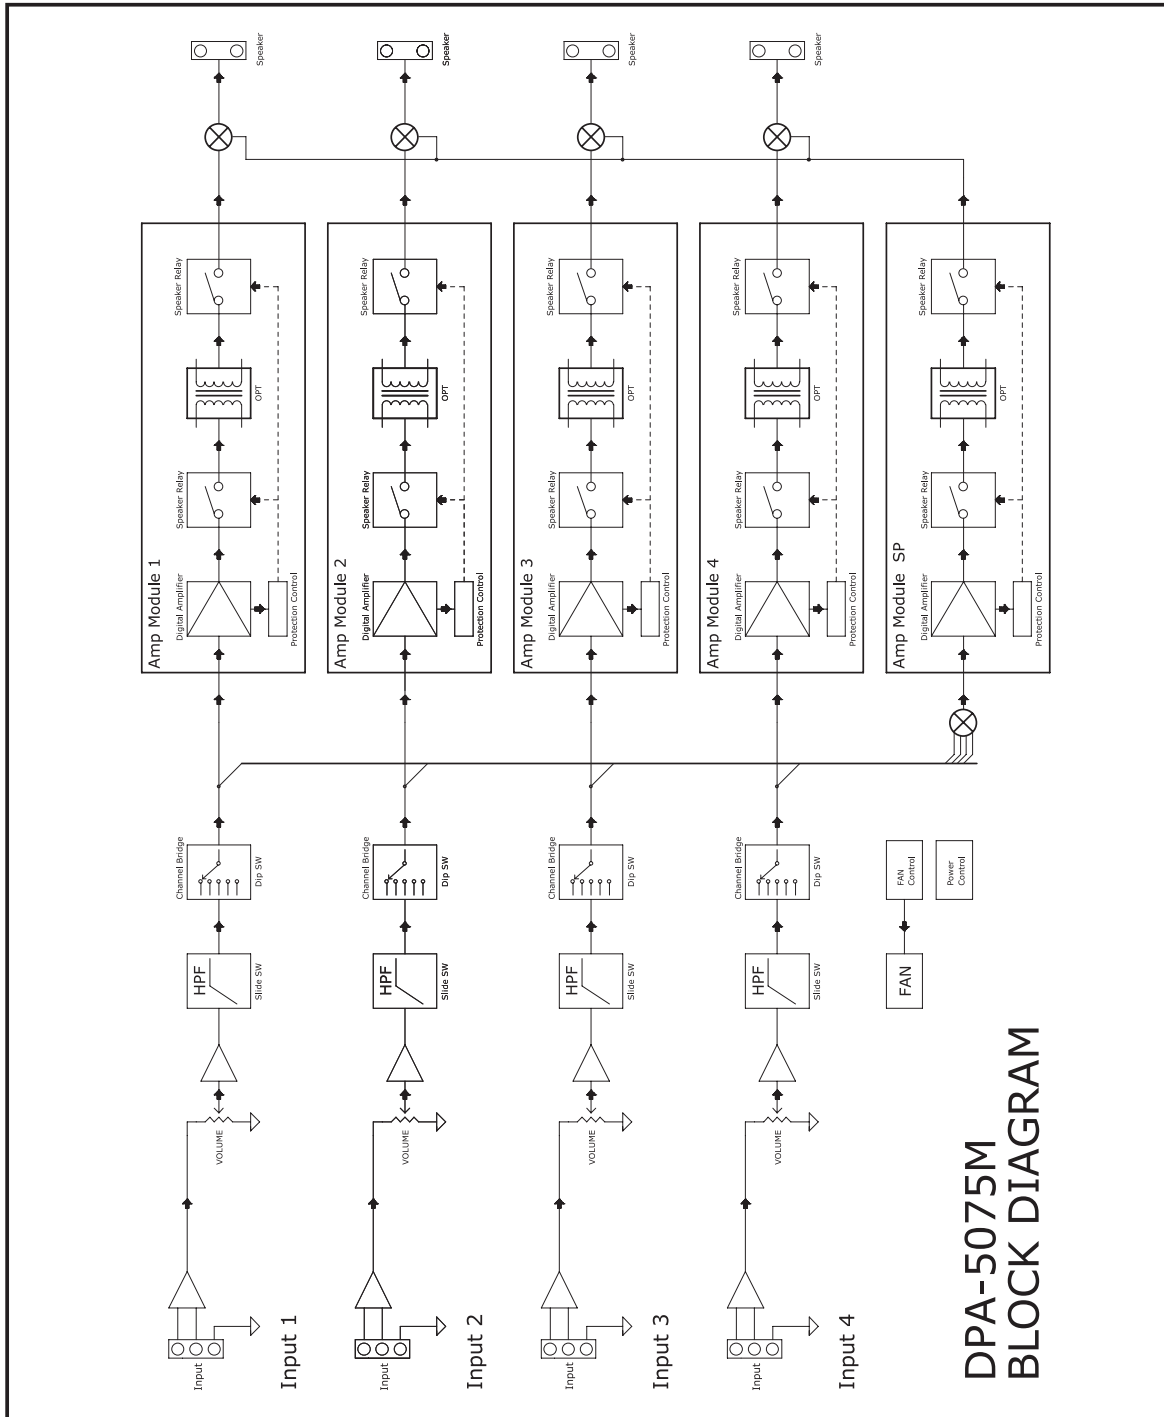 Input 1
Input
VOLUME
HPF
Slide SW
Channel Bridge
Dip SW
Amp Module 1
Digital Amplifier
Protection Control
Speaker Relay
OPT
Speaker Relay
Speaker
Input 2
Input
VOLUME
HPF
Slide SW
Channel Bridge
Dip SW
Amp Module 2
Digital Amplifier
Protection Control
Speaker Relay
OPT
Speaker Relay
Speaker
Input 3
Input
VOLUME
HPF
Slide SW
Channel Bridge
Dip SW
Amp Module 3
Digital Amplifier
Protection Control
Speaker Relay
OPT
Speaker Relay
Speaker
Input 4
Input
VOLUME
HPF
Slide SW
Channel Bridge
Dip SW
Amp Module 4
Digital Amplifier
Protection Control
Speaker Relay
OPT
Speaker Relay
Speaker
Amp Module SP
Digital Amplifier
Protection Control
Speaker Relay
OPT
Speaker Relay
FAN
FAN
Control
Power
Control
DPA-5075M
BLOCK DIAGRAM